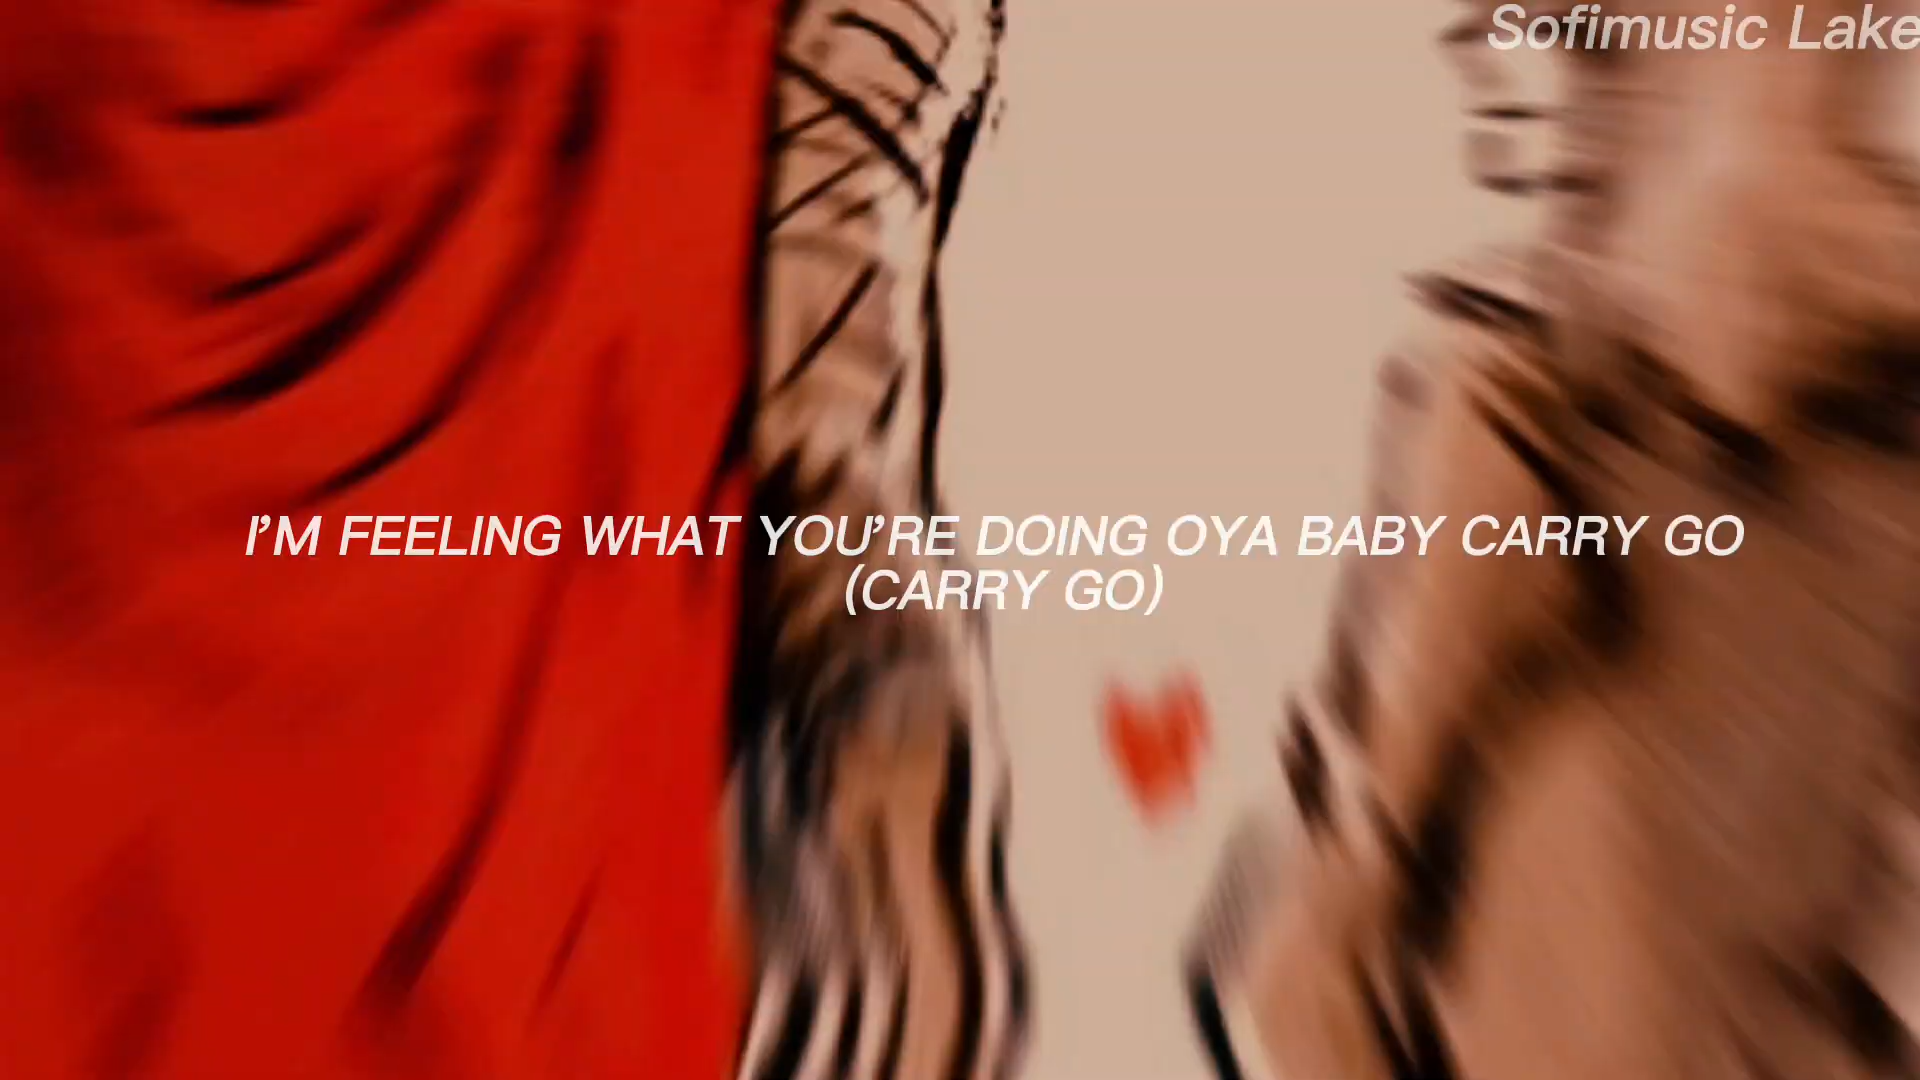 Sofimusic Lake
I'M FEELING WHAT YOU'RE DOING OYA BABY CARRY GO
(CARRY GO)